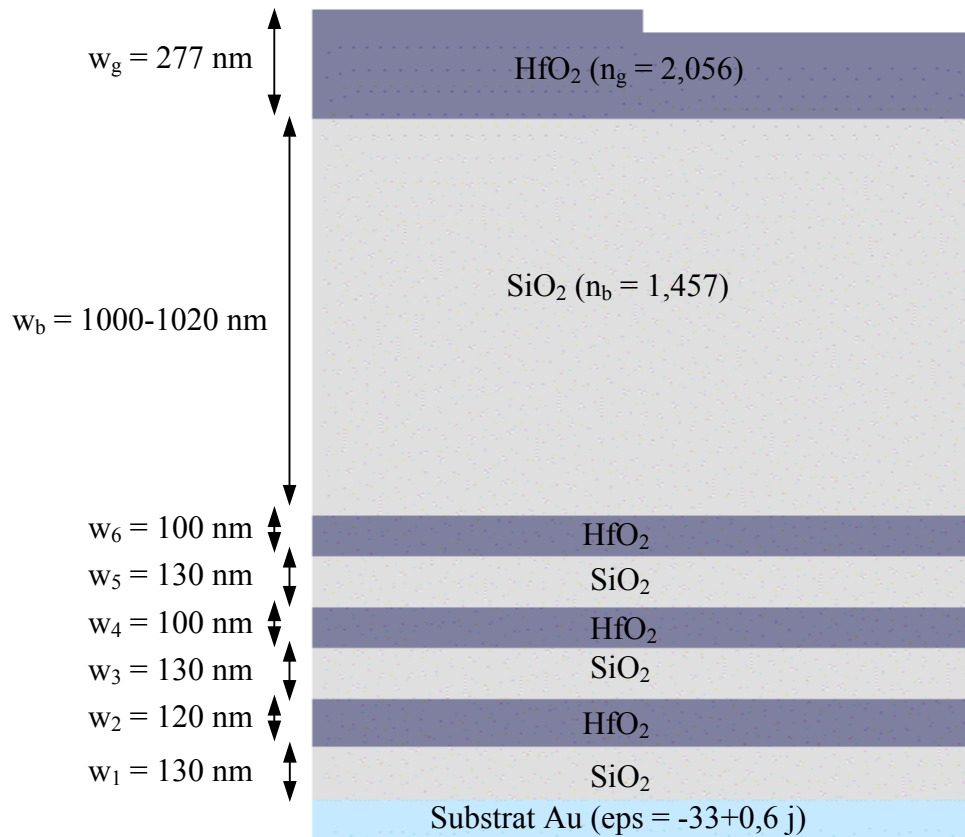 w₉ = 277 nm
HfO₂ (n₉ = 2,056)
SiO₂ (n_b = 1,457)
w_b = 1000-1020 nm
w₆ = 100 nm
HfO₂
w₅ = 130 nm
SiO₂
w₄ = 100 nm
HfO₂
w₃ = 130 nm
SiO₂
w₂ = 120 nm
HfO₂
w₁ = 130 nm
SiO₂
Substrat Au (eps = -33+0,6 j)